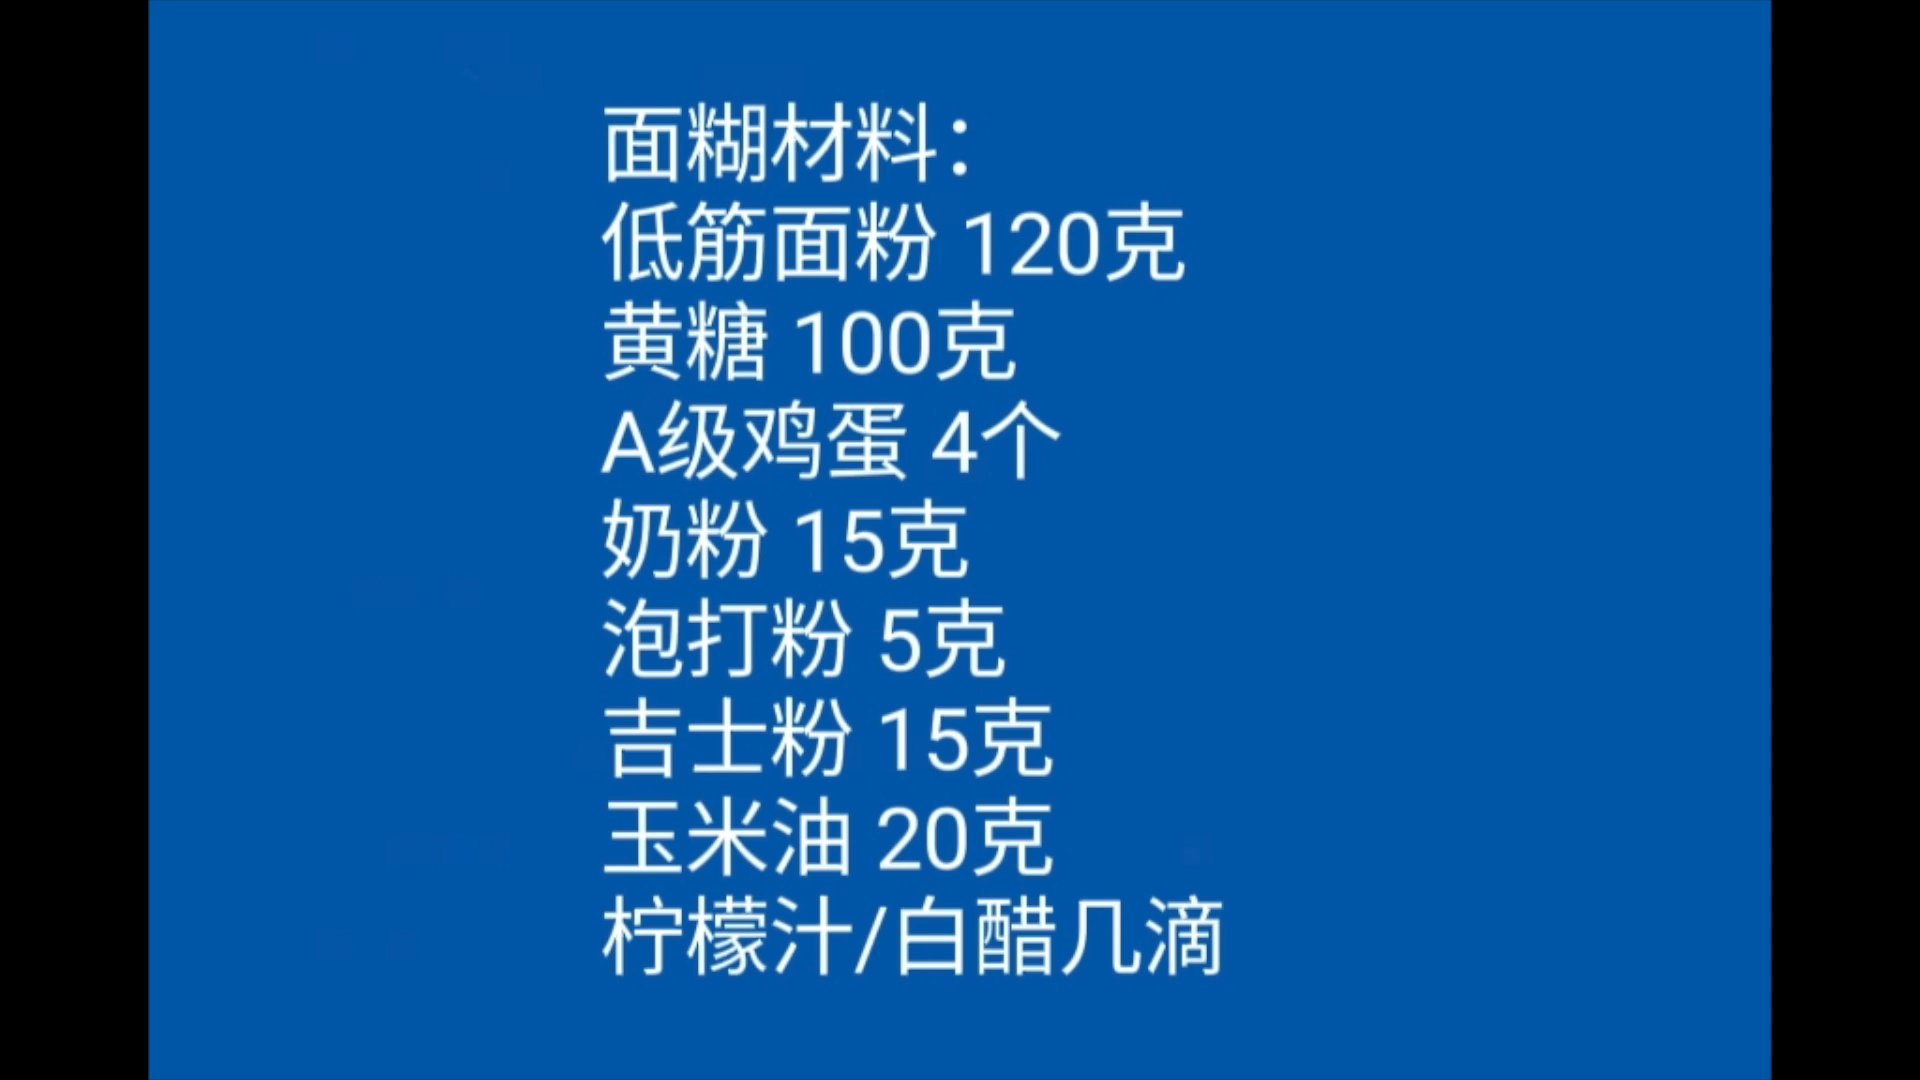 面糊材料：
低筋面粉 120克
黄糖 100克
A级鸡蛋 4个
奶粉 15克
泡打粉 5克
吉士粉 15克
玉米油 20克
柠檬汁/白醋几滴